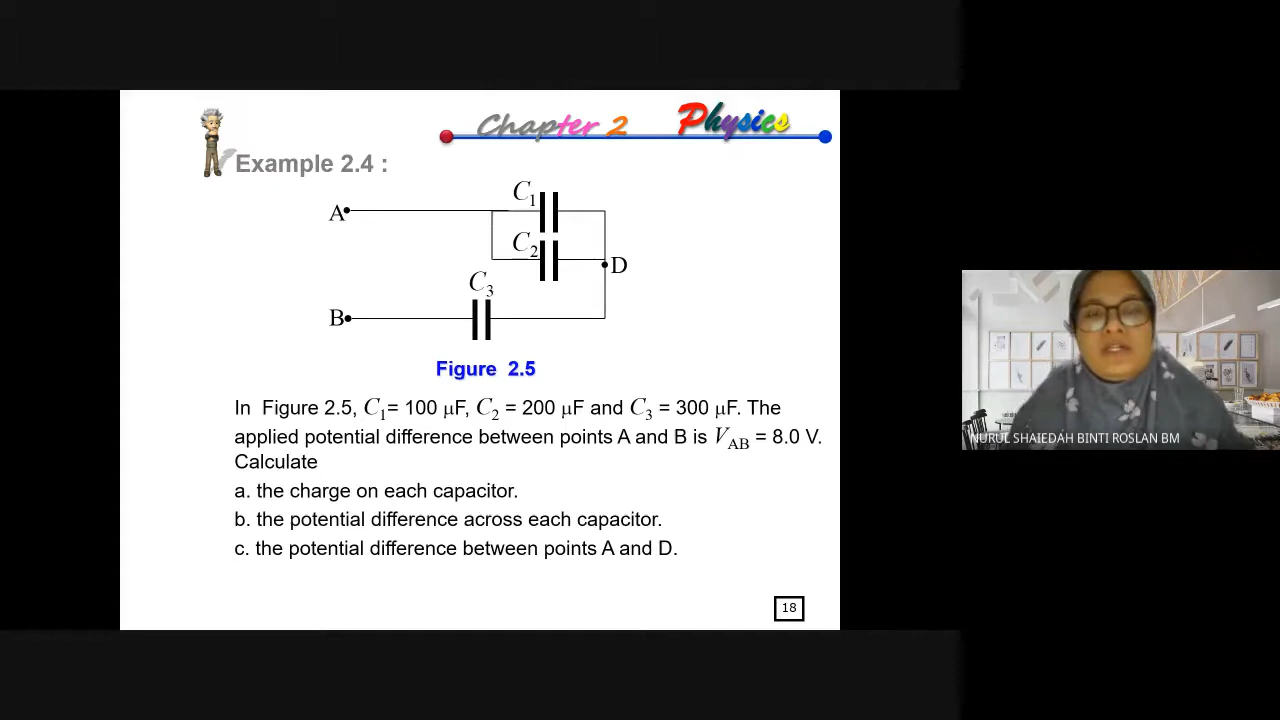 Chapter 2 Physics
Example 2.4 :
C1
A
C2
D
C3
B
Figure 2.5
In Figure 2.5, C1= 100 μF, C2 = 200 μF and C3 = 300 μF. The
applied potential difference between points A and B is VAB = 8.0 V.
Calculate
a. the charge on each capacitor.
b. the potential difference across each capacitor.
c. the potential difference between points A and D.
18
NURUL SHAIEDAH BINTI ROSLAN BM